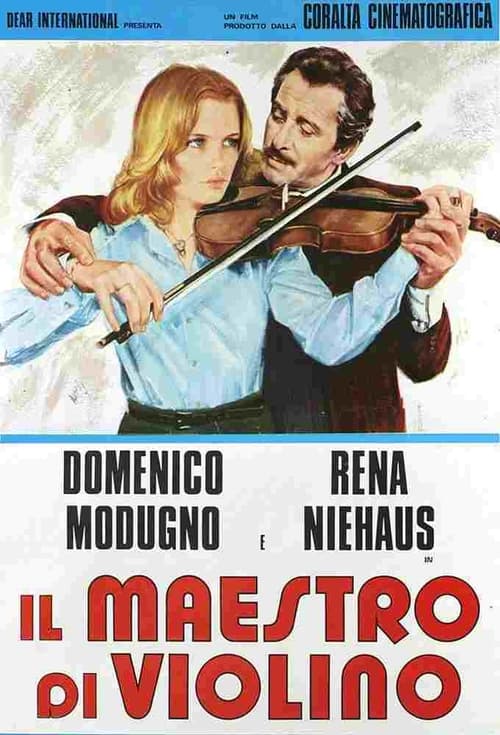 DEAR INTERNATIONAL PRESENTA
UN FILM
PRODOTTO DALLA
CORALTA CINEMATOGRAFICA
DOMENICO
MODUGNO
E
RENA
NIEHAUS
IN
IL MAESTRO
DI VIOLINO